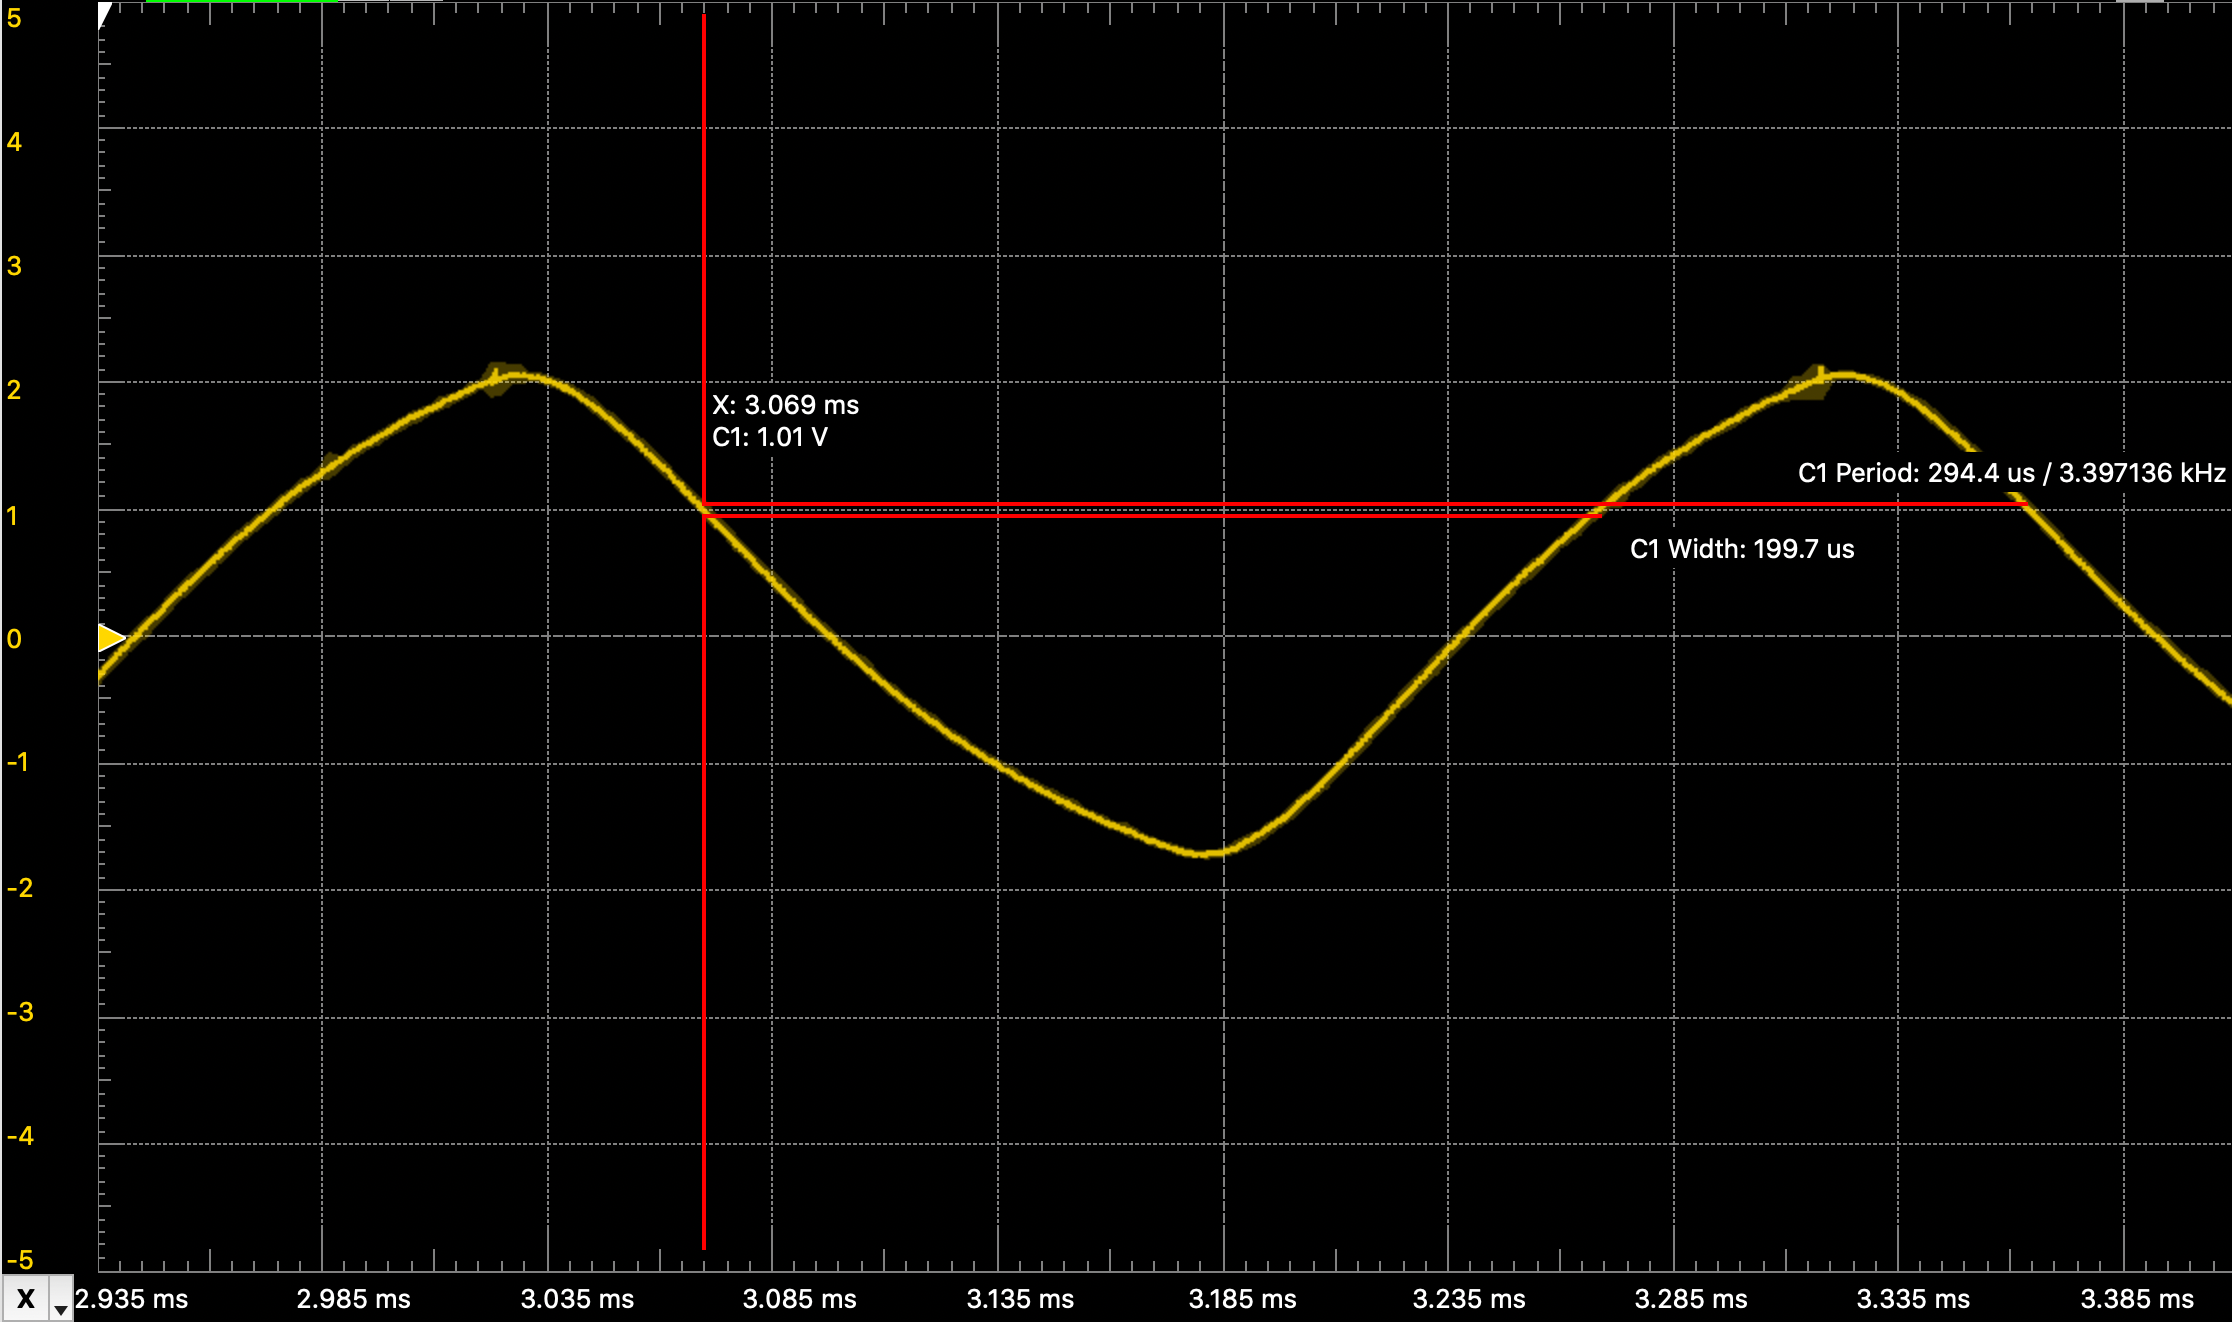 5
4
3
2
1
0
-1
-2
-3
-4
-5
X: 3.069 ms
C1: 1.01 V
C1 Period: 294.4 us / 3.397136 kHz
C1 Width: 199.7 us
X
2.935 ms 2.985 ms 3.035 ms 3.085 ms 3.135 ms 3.185 ms 3.235 ms 3.285 ms 3.335 ms 3.385 ms